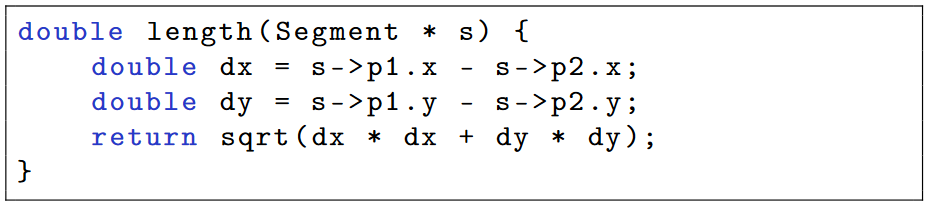 double length(Segment * s) {
    double dx = s->p1.x - s->p2.x;
    double dy = s->p1.y - s->p2.y;
    return sqrt(dx * dx + dy * dy);
}